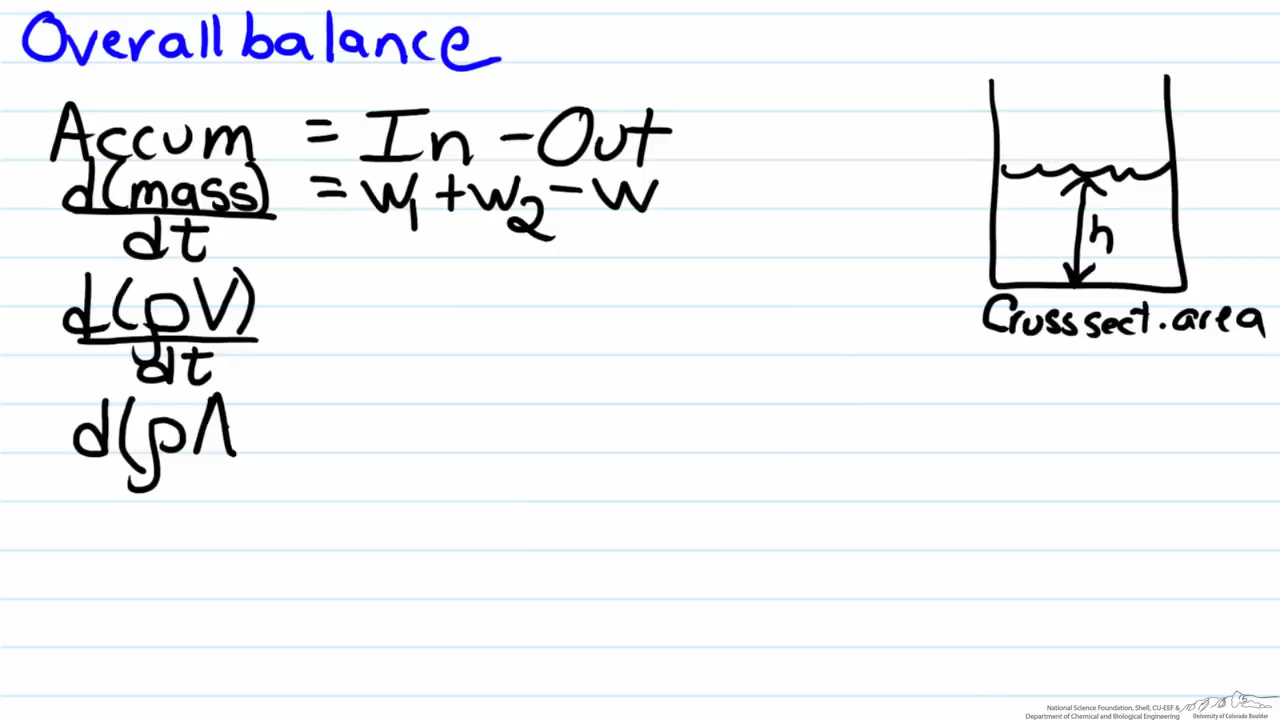 Overall balance
Accum = In - Out
d(mass)/dt = w₁ + w₂ - w
d(ρV)/dt
d(ρΛ
h
Cross sect. area
National Science Foundation, Shell, CU-EEF &
Department of Chemical and Biological Engineering
University of Colorado Boulder